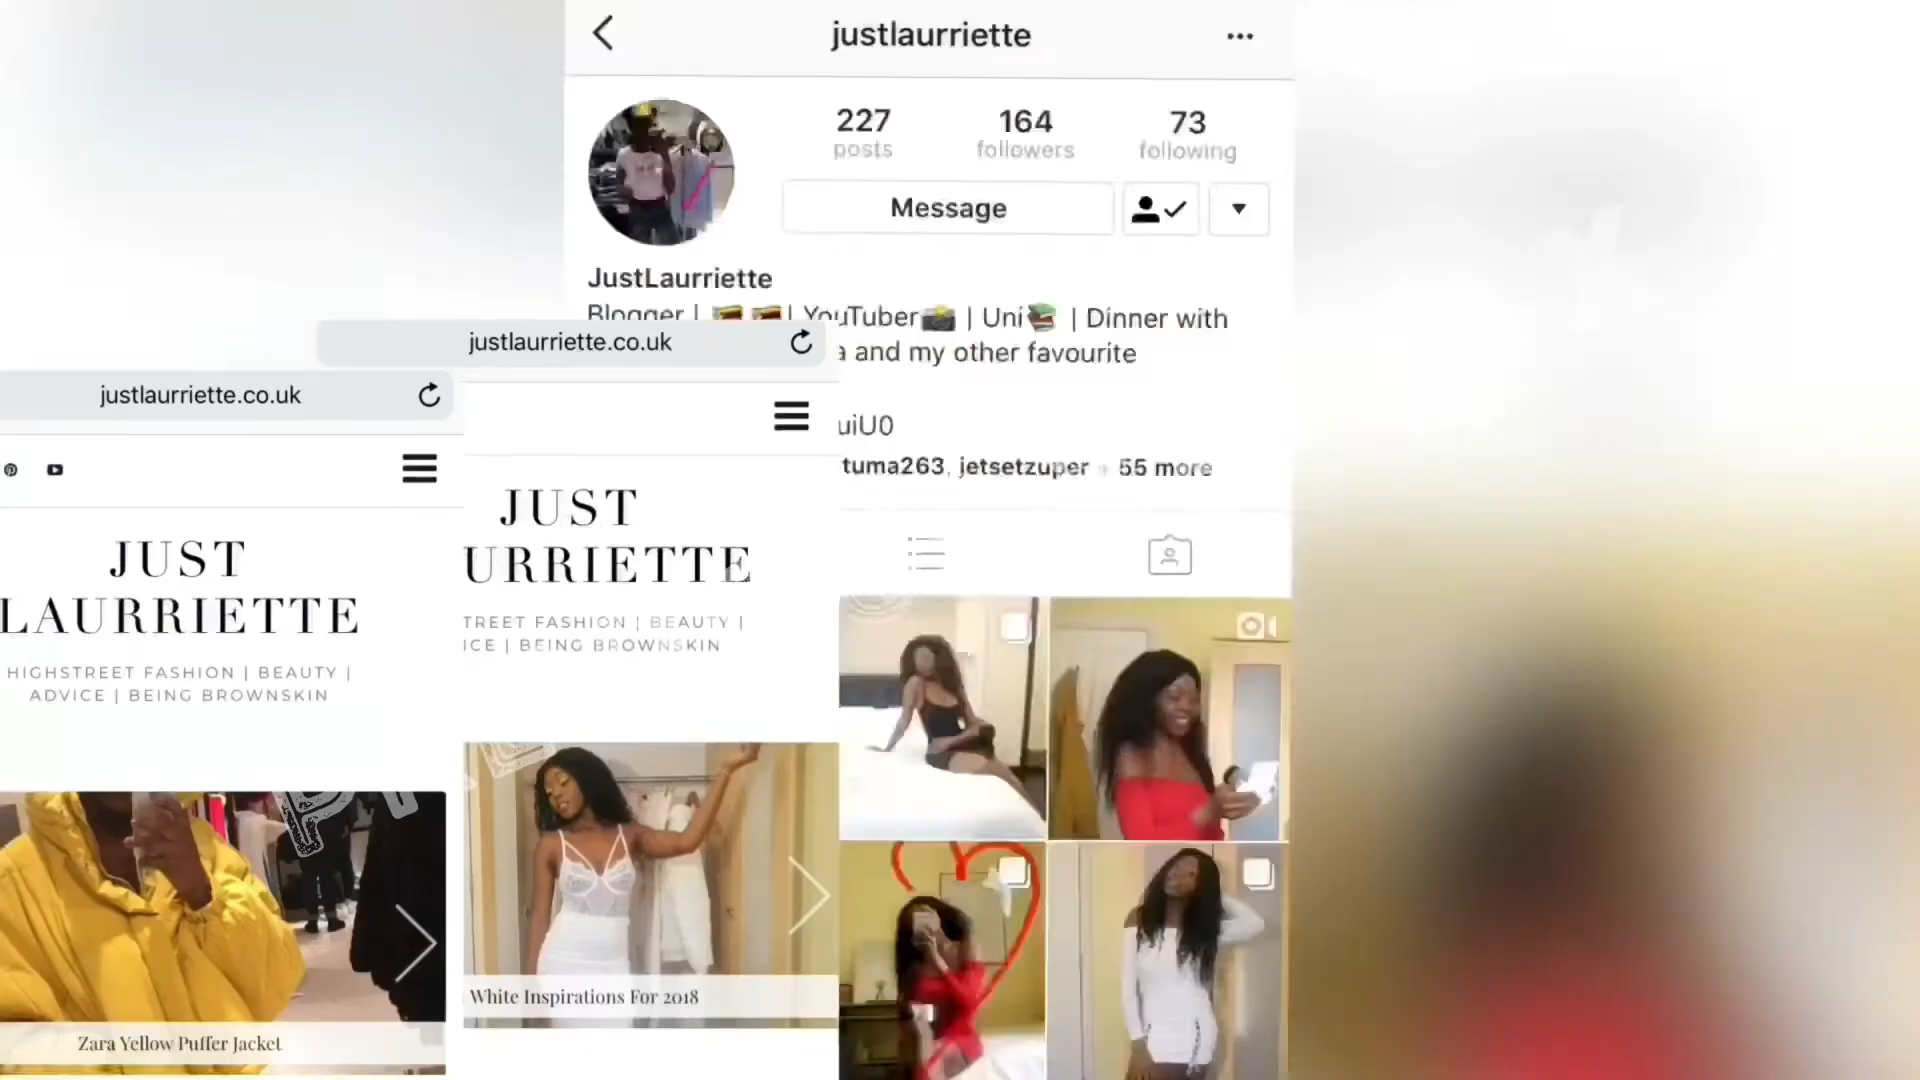 justlaurriette
227
posts
164
followers
73
following
Message
JustLaurriette
Blogger | | YouTuber | Uni | Dinner with
and my other favourite
uiU0
tuma263, jetsetzuper + 55 more
justlaurriette.co.uk
JUST
URRIETTE
TREET FASHION | BEAUTY |
ICE | BEING BROWNSKIN
White Inspirations For 2018
justlaurriette.co.uk
JUST
LAURRIETTE
HIGHSTREET FASHION | BEAUTY |
ADVICE | BEING BROWNSKIN
Zara Yellow Puffer Jacket